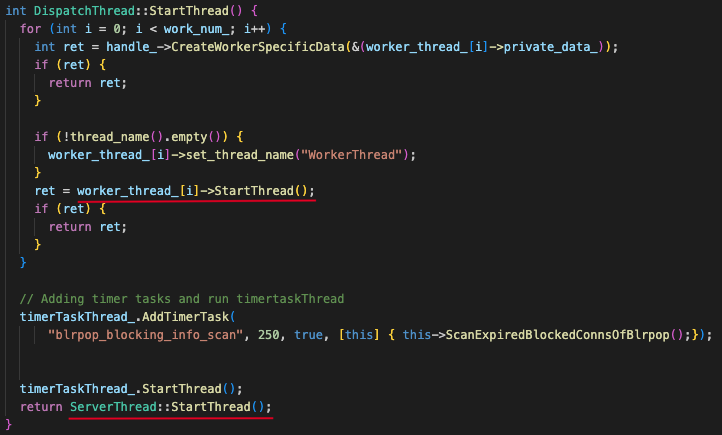 int DispatchThread::StartThread() {
  for (int i = 0; i < work_num_; i++) {
    int ret = handle_->CreateWorkerSpecificData(&(worker_thread_[i]->private_data_));
    if (ret) {
      return ret;
    }

    if (!thread_name().empty()) {
      worker_thread_[i]->set_thread_name("WorkerThread");
    }
    ret = worker_thread_[i]->StartThread();
    if (ret) {
      return ret;
    }
  }

  // Adding timer tasks and run timertaskThread
  timerTaskThread_.AddTimerTask(
      "blrpop_blocking_info_scan", 250, true, [this] { this->ScanExpiredBlockedConnsOfBlrpop();});


  timerTaskThread_.StartThread();
  return ServerThread::StartThread();
}